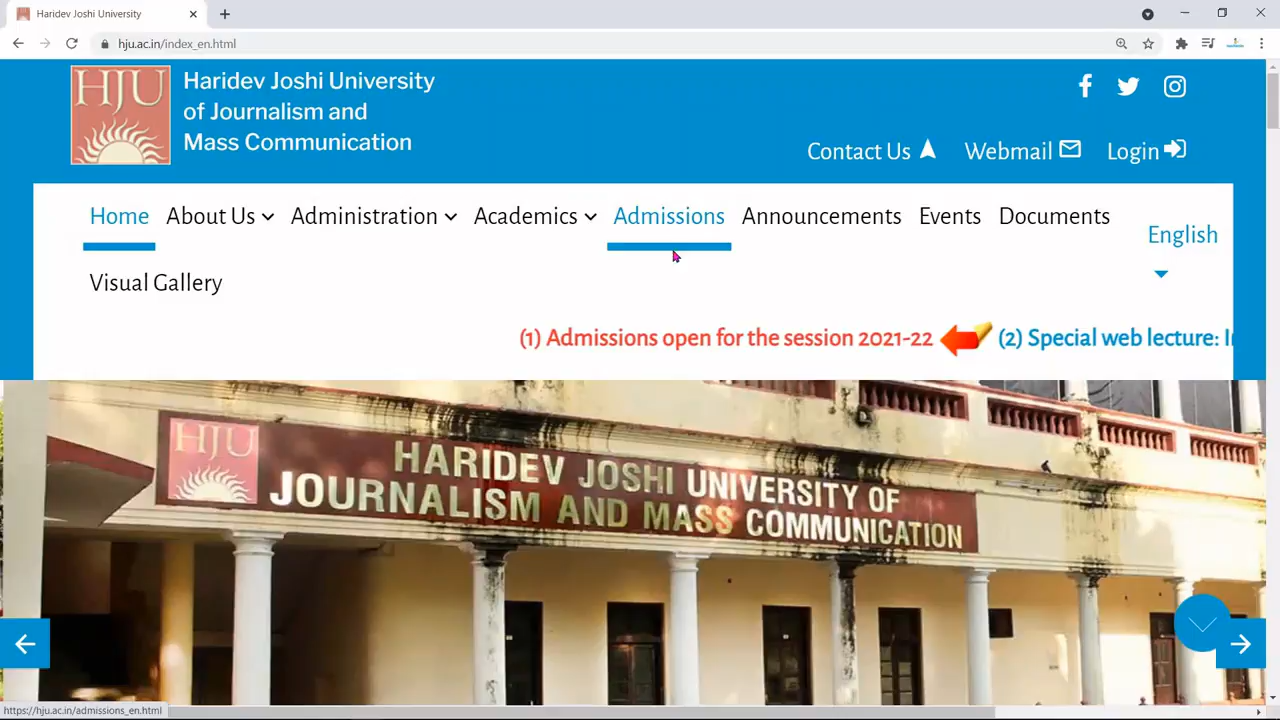 Haridev Joshi University
hju.ac.in/index_en.html
HJU
Haridev Joshi University
of Journalism and
Mass Communication
Contact Us
Webmail
Login
Home
About Us
Administration
Academics
Admissions
Announcements
Events
Documents
English
Visual Gallery
(1) Admissions open for the session 2021-22
(2) Special web lecture: I
HJU
HARIDEV JOSHI UNIVERSITY OF
JOURNALISM AND MASS COMMUNICATION
https://hju.ac.in/admissions_en.html